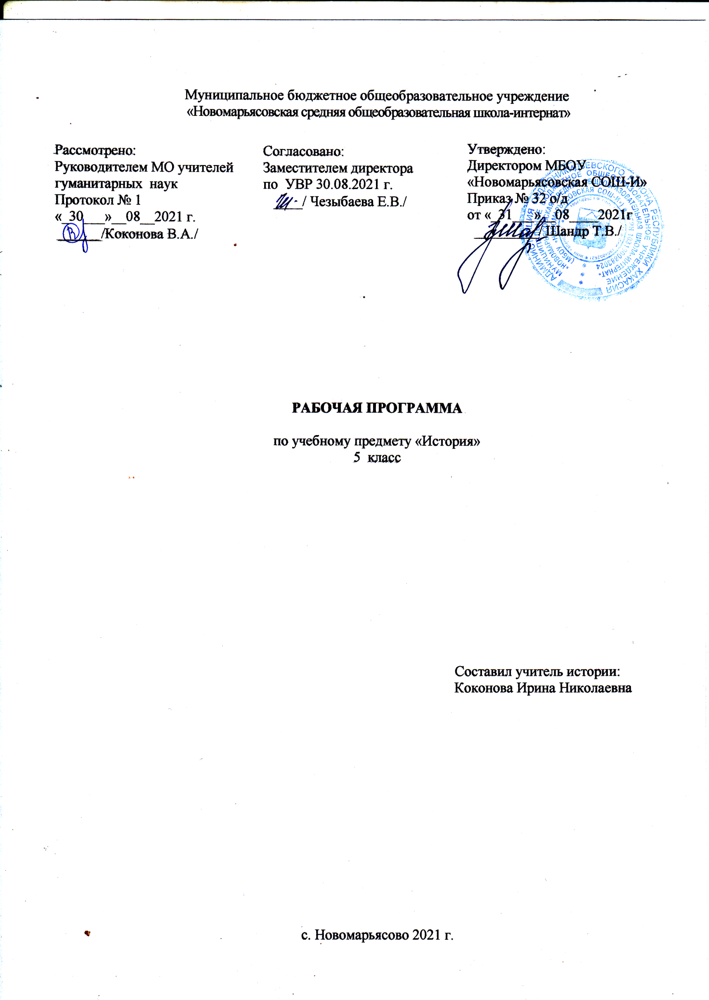 Муниципальное бюджетное общеобразовательное учреждение
«Новомарьясовская средняя общеобразовательная школа-интернат»
Рассмотрено:
Руководителем МО учителей
гуманитарных наук
Протокол № 1
«_30___»__08__2021 г.
______/Коконова В.А./
Согласовано:
Заместителем директора
по УВР 30.08.2021 г.
____/ Чезыбаева Е.В./
Утверждено:
Директором МБОУ
«Новомарьясовская СОШ-И»
Приказ № 32 о/д
от «_31___»__08____2021г
_________/ Шандр Т.В./
РАБОЧАЯ ПРОГРАММА
по учебному предмету «История»
5 класс
Составил учитель истории:
Коконова Ирина Николаевна
с. Новомарьясово 2021 г.